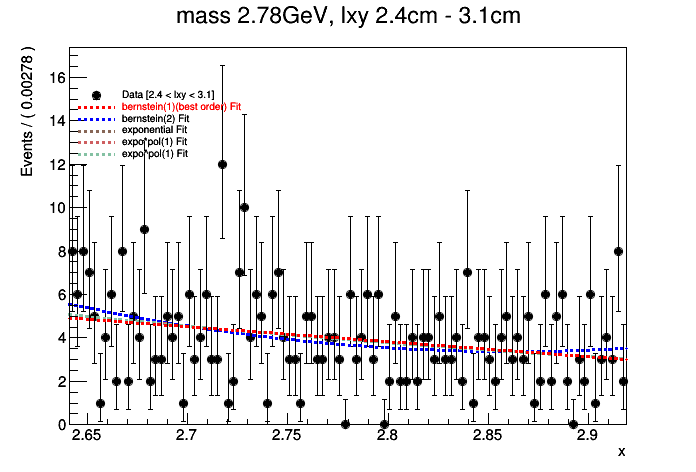 mass 2.78GeV, lxy 2.4cm - 3.1cm
Events / ( 0.00278 )
16
14
12
10
8
6
4
2
0
Data [2.4 < lxy < 3.1]
bernstein(1)(best order) Fit
bernstein(2) Fit
exponential Fit
expo*pol(1) Fit
expo*pol(1) Fit
2.65 2.7 2.75 2.8 2.85 2.9
x